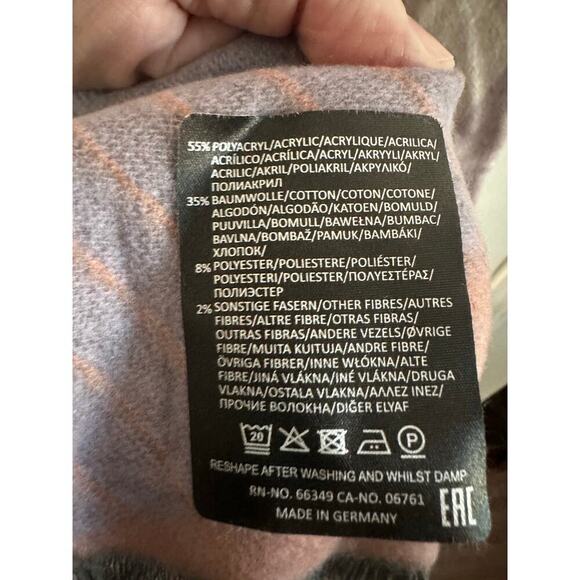 55% POLYACRYL/ACRYLIC/ACRYLIQUE/ACRILICA/
ACRÍLICO/ACRÍLICA/ACRYL/AKRYYLI/AKRYL/
ACRILIC/AKRIL/POLIAKRIL/ΑΚΡΥΛΙΚΌ/
ПОЛИАКРИЛ
35% BAUMWOLLE/COTTON/COTON/COTONE/
ALGODÓN/ALGODÃO/KATOEN/BOMULD/
PUUVILLA/BOMULL/BAWEŁNA/BUMBAC/
BAVLNA/BOMBAŽ/PAMUK/BAMBÁKI/
ХЛОПОК/
8% POLYESTER/POLIESTERE/POLIÉSTER/
POLYESTERI/POLIESTER/ΠΟΛΥΕΣΤΈΡΑΣ/
ПОЛИЭСТЕР
2% SONSTIGE FASERN/OTHER FIBRES/AUTRES
FIBRES/ALTRE FIBRE/OTRAS FIBRAS/
OUTRAS FIBRAS/ANDERE VEZELS/ØVRIGE
FIBRE/MUITA KUITUJA/ANDRE FIBRE/
ÖVRIGA FIBRER/INNE WŁÓKNA/ALTE
FIBRE/JINÁ VLÁKNA/INÉ VLÁKNA/DRUGA
VLAKNA/OSTALA VLAKNA/ΑΛΛΕΣ ΙΝΕΣ/
ПРОЧИЕ ВОЛОКНА/DIĞER ELYAF
20 P
RESHAPE AFTER WASHING AND WHILST DAMP
RN-NO. 66349 CA-NO. 06761
MADE IN GERMANY
EAC